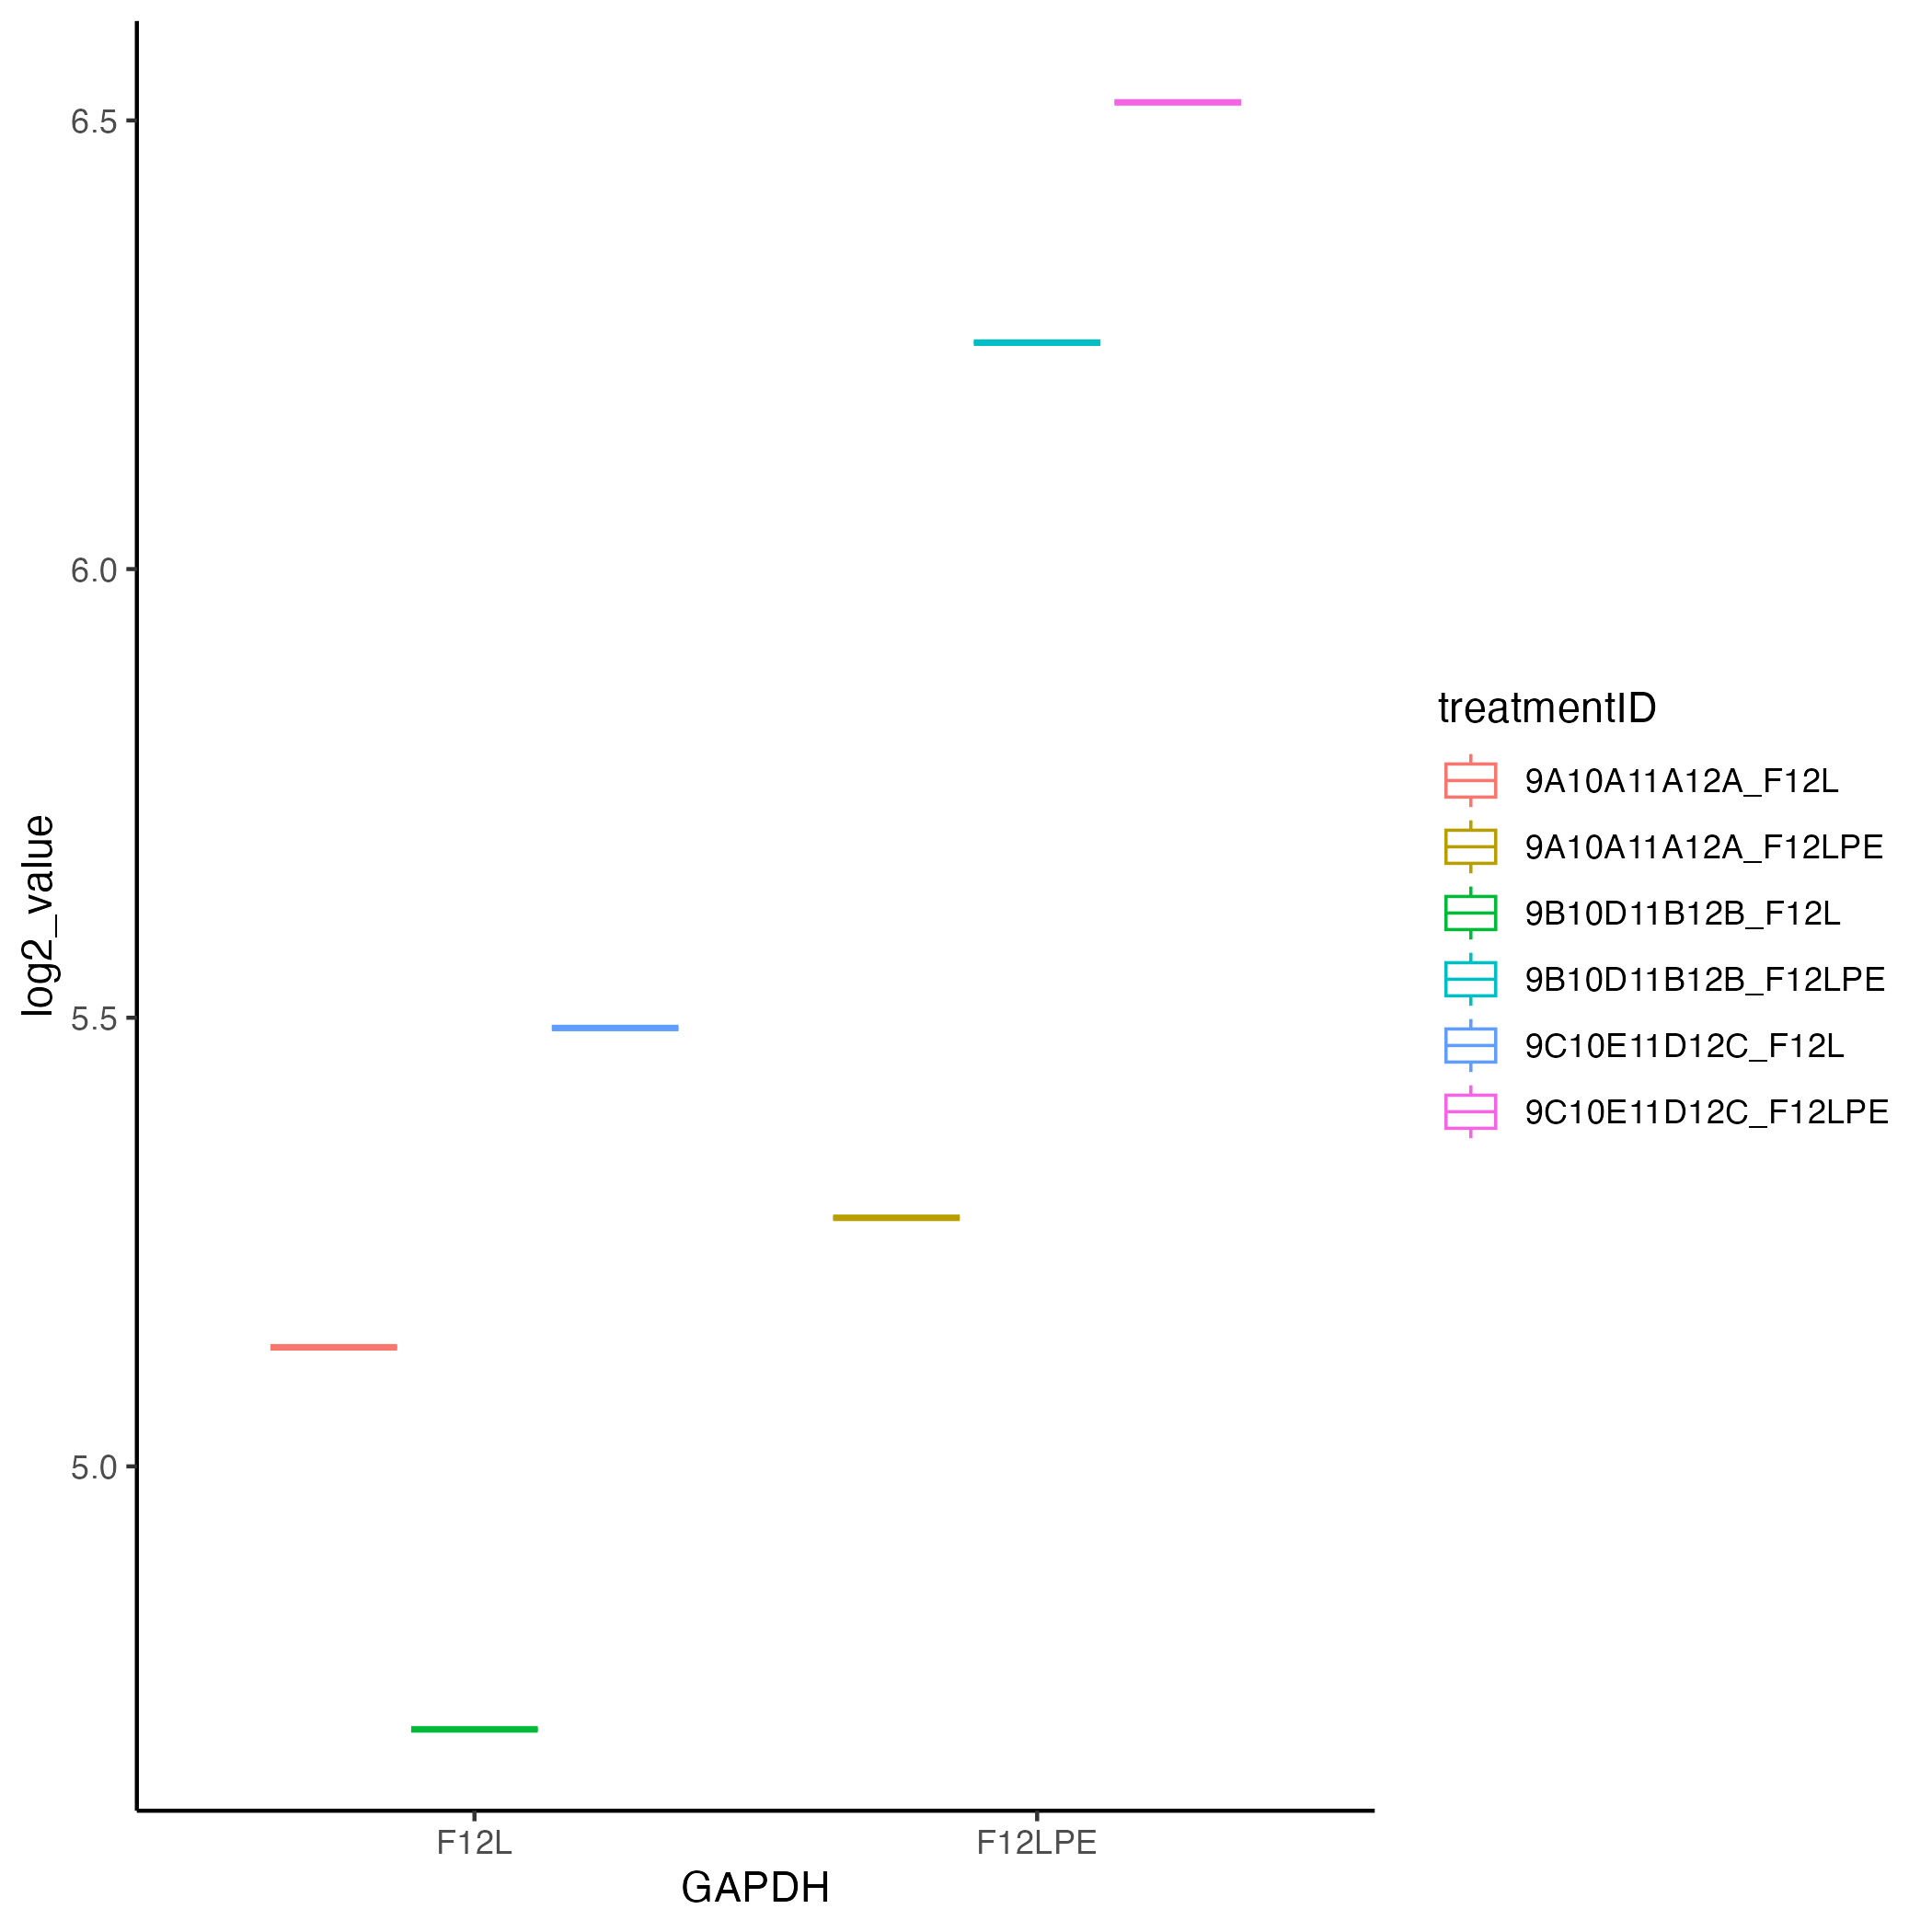 log2_value
6.5
6.0
5.5
5.0
F12L
F12LPE
GAPDH
treatmentID
9A10A11A12A_F12L
9A10A11A12A_F12LPE
9B10D11B12B_F12L
9B10D11B12B_F12LPE
9C10E11D12C_F12L
9C10E11D12C_F12LPE